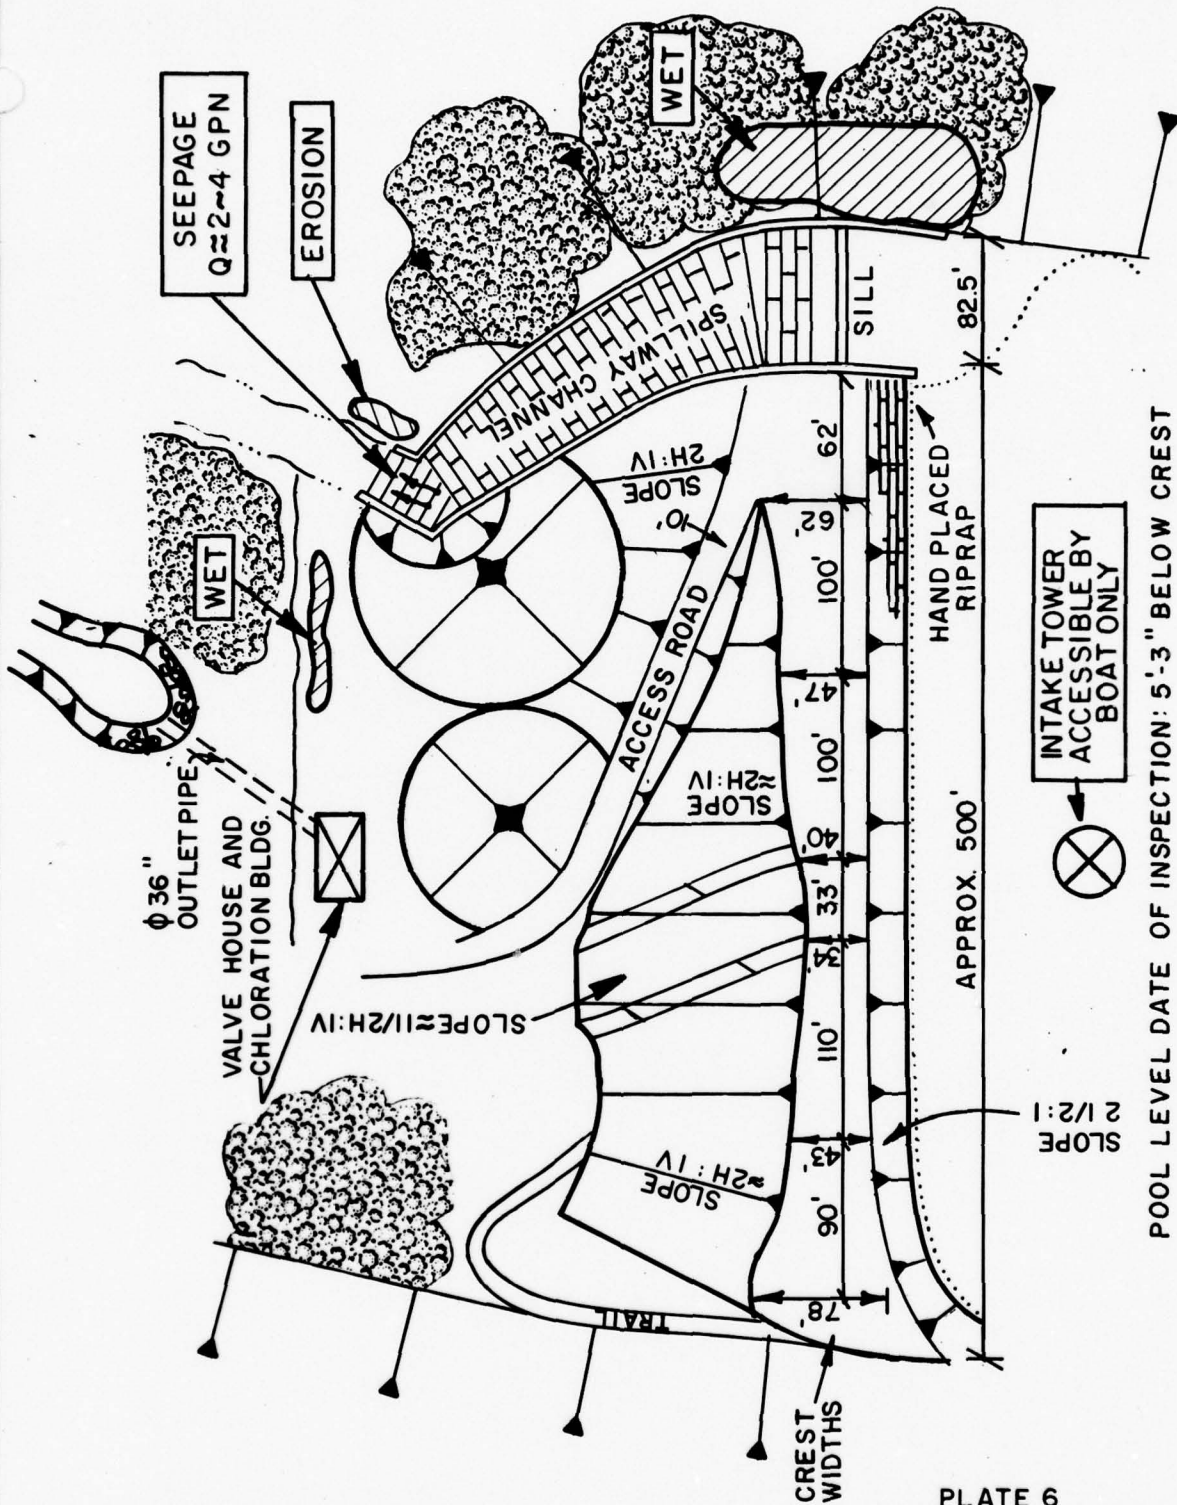 SEEPAGE
Q≈2~4 GPN
EROSION
WET
WET
ϕ36"
OUTLET PIPE
VALVE HOUSE AND
CHLORATION BLDG.
SPILLWAY CHANNEL
SILL
82.5'
SLOPE
2H:1V
10'
ACCESS ROAD
SLOPE
≈2H:1V
SLOPE≈11/2H:1V
SLOPE
≈2H:1V
TRAIL
62'
62'
100'
47'
100'
40'
33'
34'
110'
43'
90'
78'
CREST
WIDTHS
HAND PLACED
RIPRAP
APPROX. 500'
SLOPE
2 1/2:1
INTAKE TOWER
ACCESSIBLE BY
BOAT ONLY
POOL LEVEL DATE OF INSPECTION: 5'-3" BELOW CREST
PLATE 6